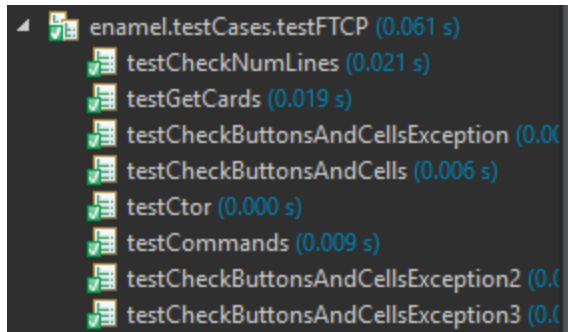 enamel.testCases.testFTCP (0.061 s)
testCheckNumLines (0.021 s)
testGetCards (0.019 s)
testCheckButtonsAndCellsException (0.00
testCheckButtonsAndCells (0.006 s)
testCtor (0.000 s)
testCommands (0.009 s)
testCheckButtonsAndCellsException2 (0.0
testCheckButtonsAndCellsException3 (0.0